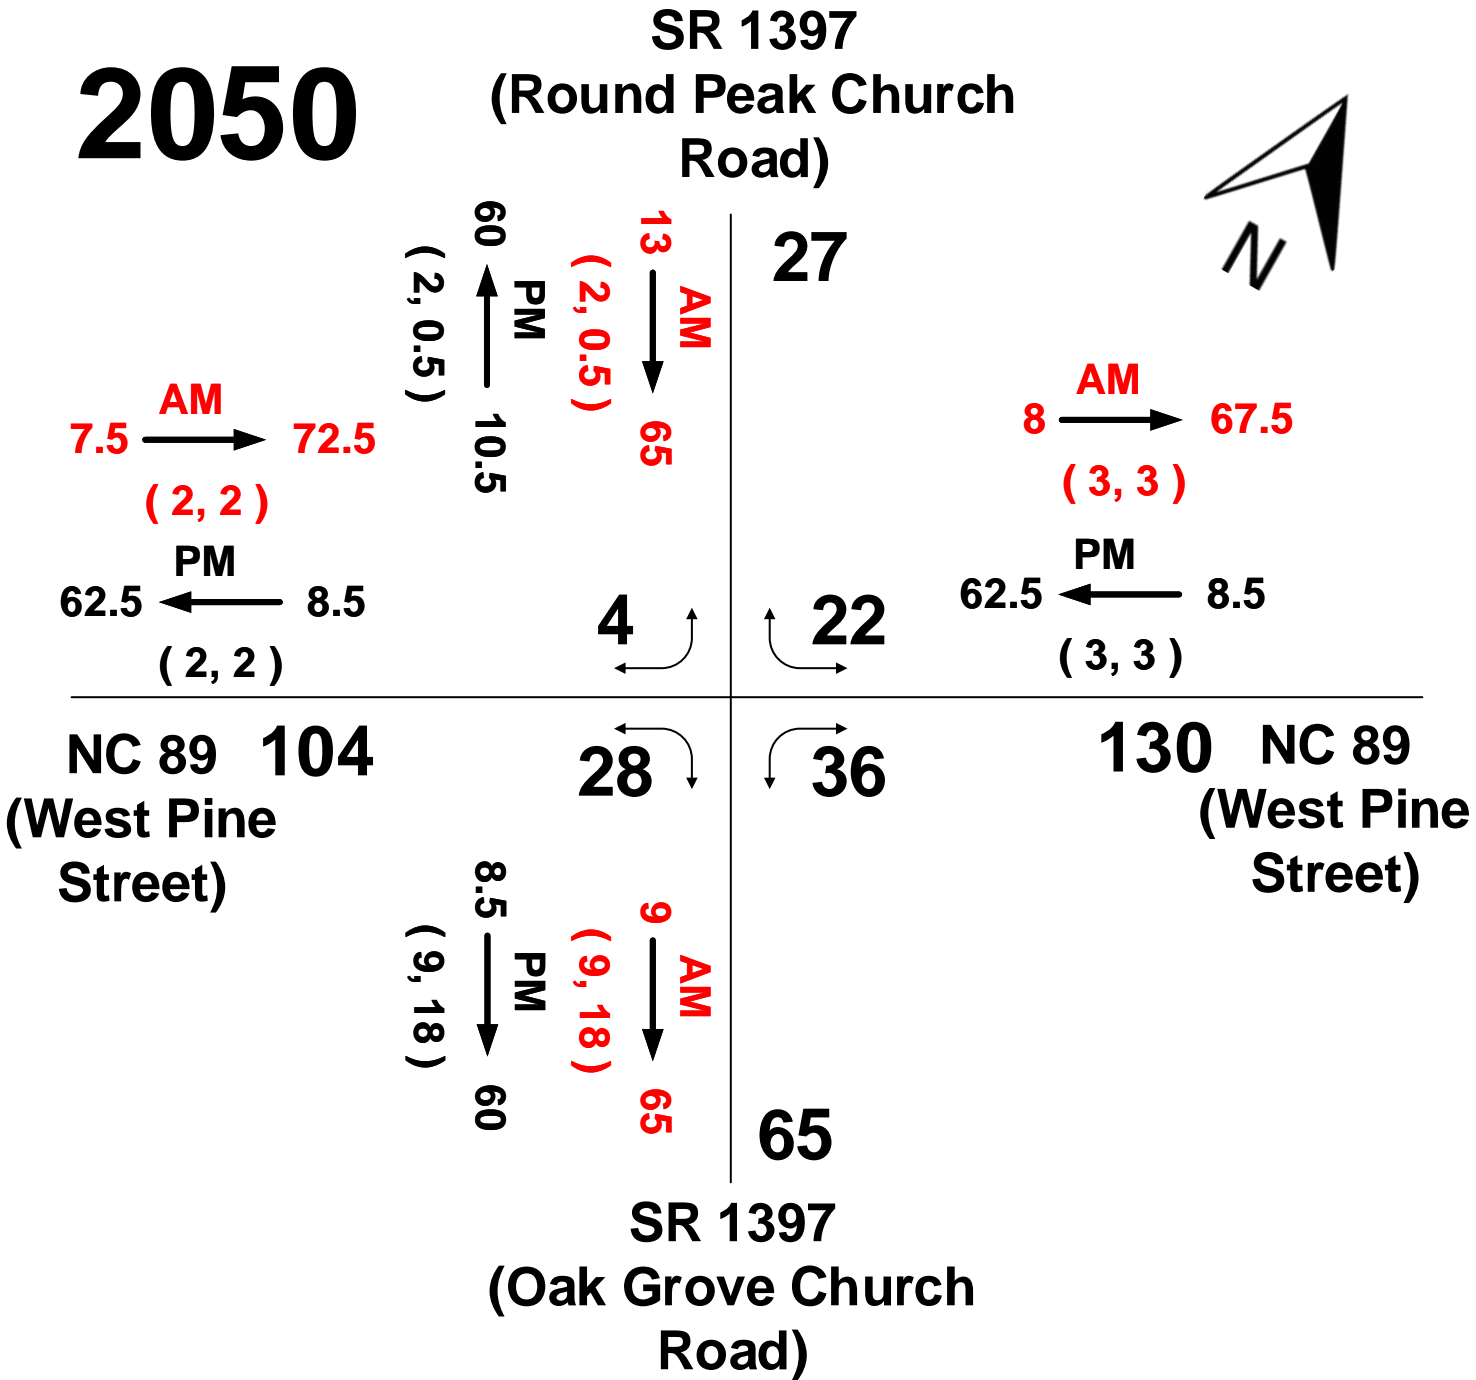 2050
SR 1397
(Round Peak Church
Road)
N
27
60
PM
( 2, 0.5 )
10.5
13
AM
( 2, 0.5 )
65
AM
7.5 72.5
( 2, 2 )
PM
62.5 8.5
( 2, 2 )
AM
8 67.5
( 3, 3 )
PM
62.5 8.5
( 3, 3 )
4
22
28
36
NC 89 104
(West Pine
Street)
130 NC 89
(West Pine
Street)
8.5
PM
( 9, 18 )
60
9
AM
( 9, 18 )
65
65
SR 1397
(Oak Grove Church
Road)